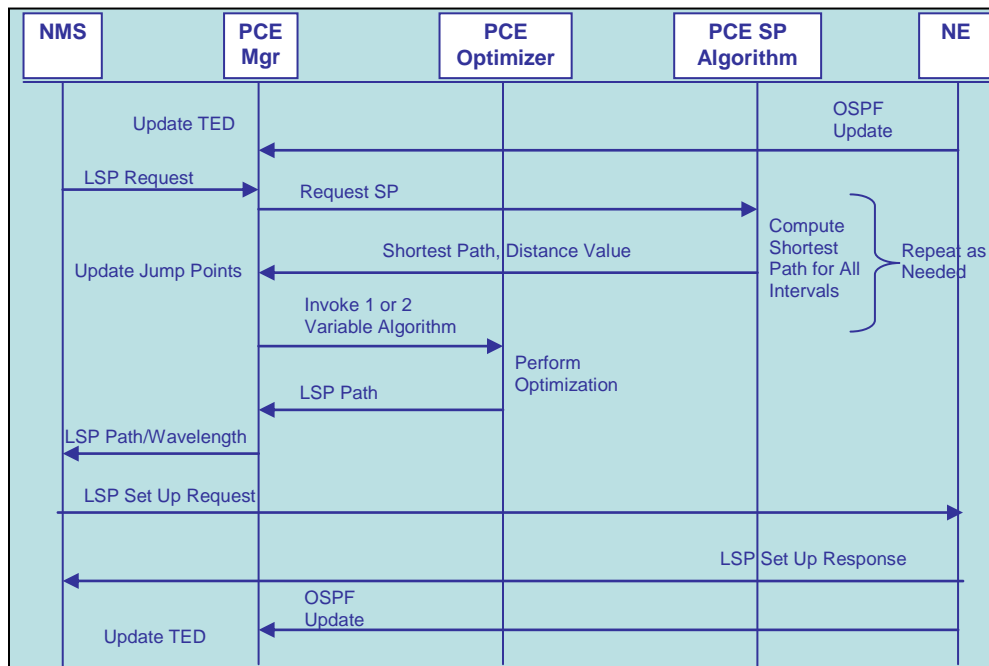 NMS
PCE
Mgr
PCE
Optimizer
PCE SP
Algorithm
NE
Update TED
OSPF
Update
LSP Request
Request SP
Shortest Path, Distance Value
Compute
Shortest
Path for All
Intervals
Repeat as
Needed
Update Jump Points
Invoke 1 or 2
Variable Algorithm
Perform
Optimization
LSP Path
LSP Path/Wavelength
LSP Set Up Request
LSP Set Up Response
OSPF
Update
Update TED